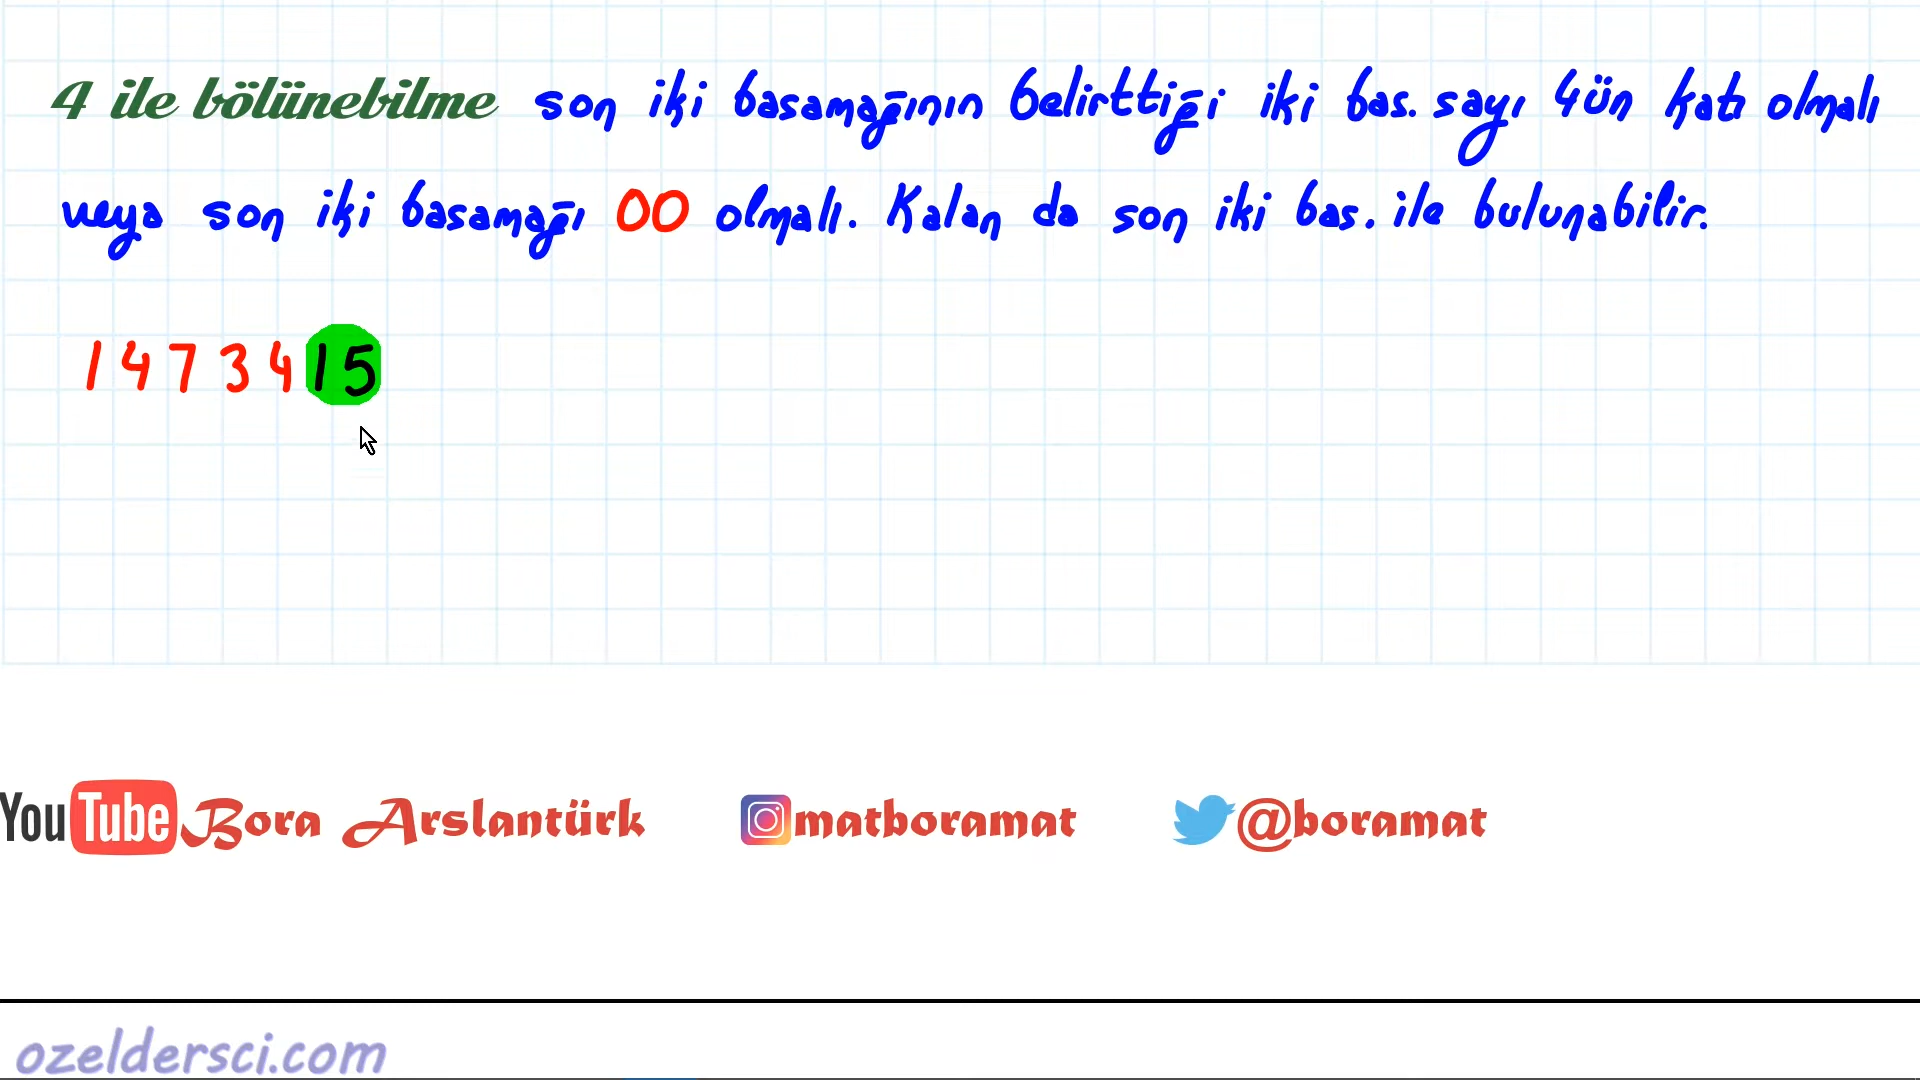 4 ile bölünebilme son iki basamağının belirttiği iki bas. sayı 4ün katı olmalı
veya son iki basamağı 00 olmalı. Kalan da son iki bas. ile bulunabilir.
1473415
YouTube Bora Arslantürk matboramat @boramat
ozeldersci.com